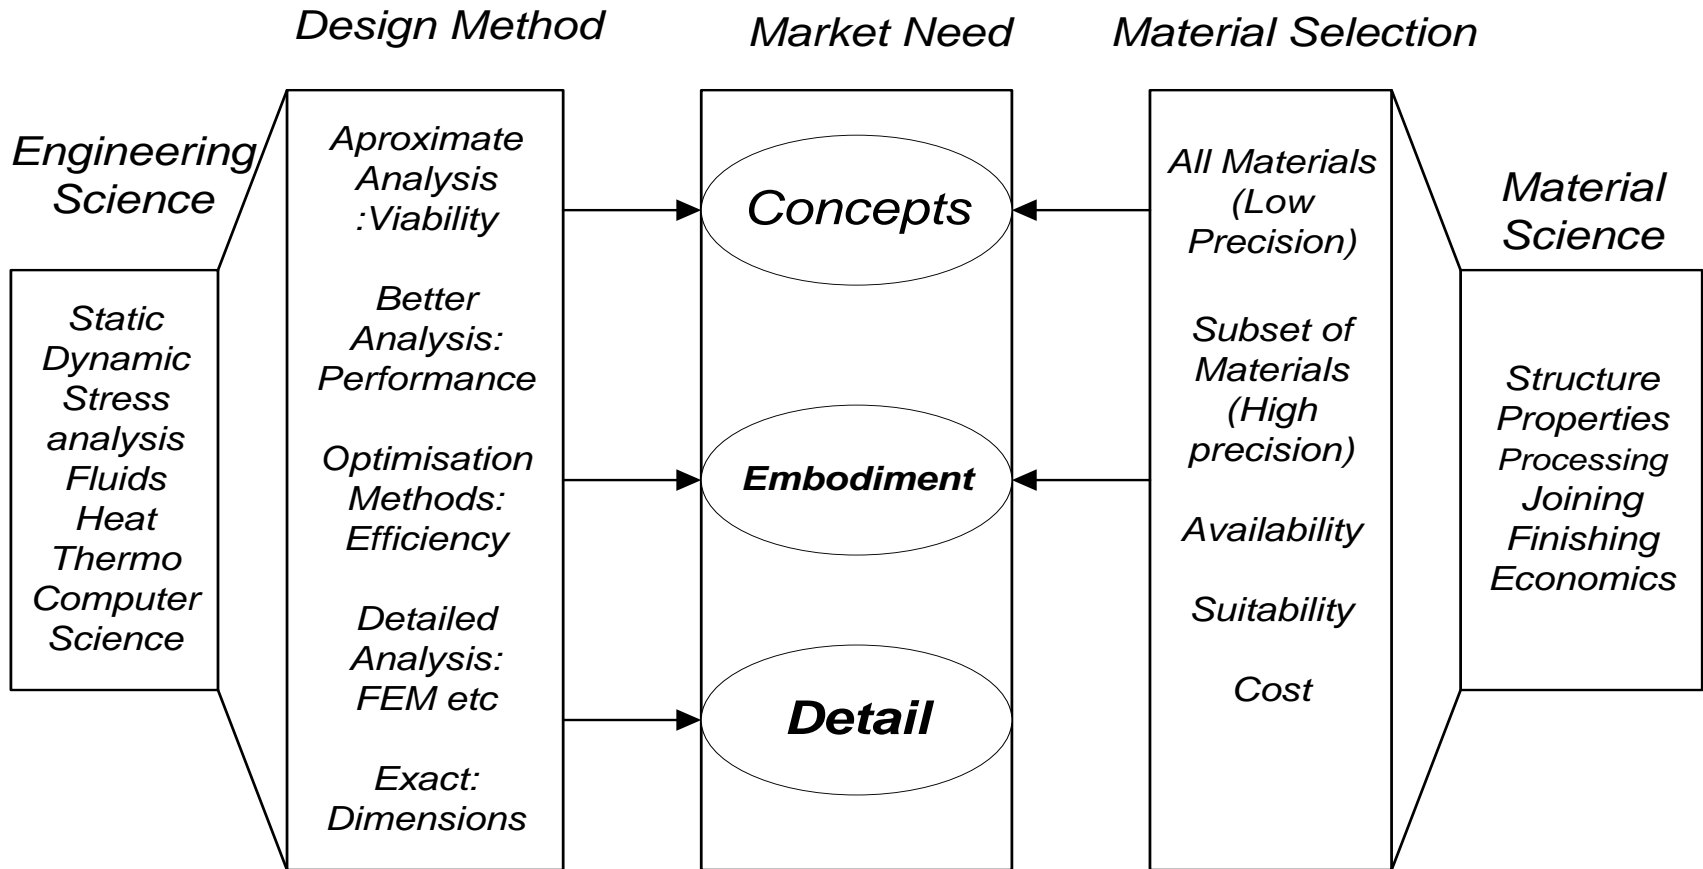 Design Method
Market Need
Material Selection
Engineering
Science
Static
Dynamic
Stress
analysis
Fluids
Heat
Thermo
Computer
Science
Aproximate
Analysis
:Viability
Better
Analysis:
Performance
Optimisation
Methods:
Efficiency
Detailed
Analysis:
FEM etc
Exact:
Dimensions
Concepts
Embodiment
Detail
All Materials
(Low
Precision)
Subset of
Materials
(High
precision)
Availability
Suitability
Cost
Material
Science
Structure
Properties
Processing
Joining
Finishing
Economics